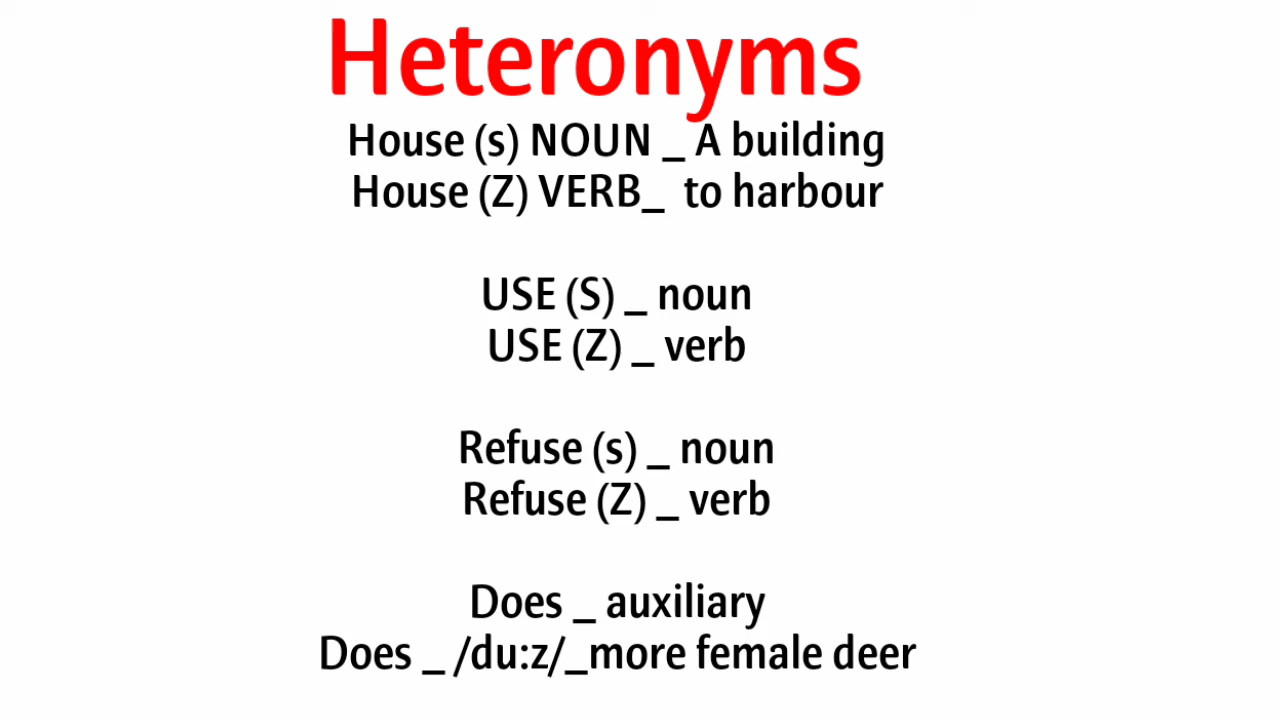 Heteronyms
House (s) NOUN _ A building
House (Z) VERB_ to harbour
USE (S) _ noun
USE (Z) _ verb
Refuse (s) _ noun
Refuse (Z) _ verb
Does _ auxiliary
Does _ /du:z/_more female deer